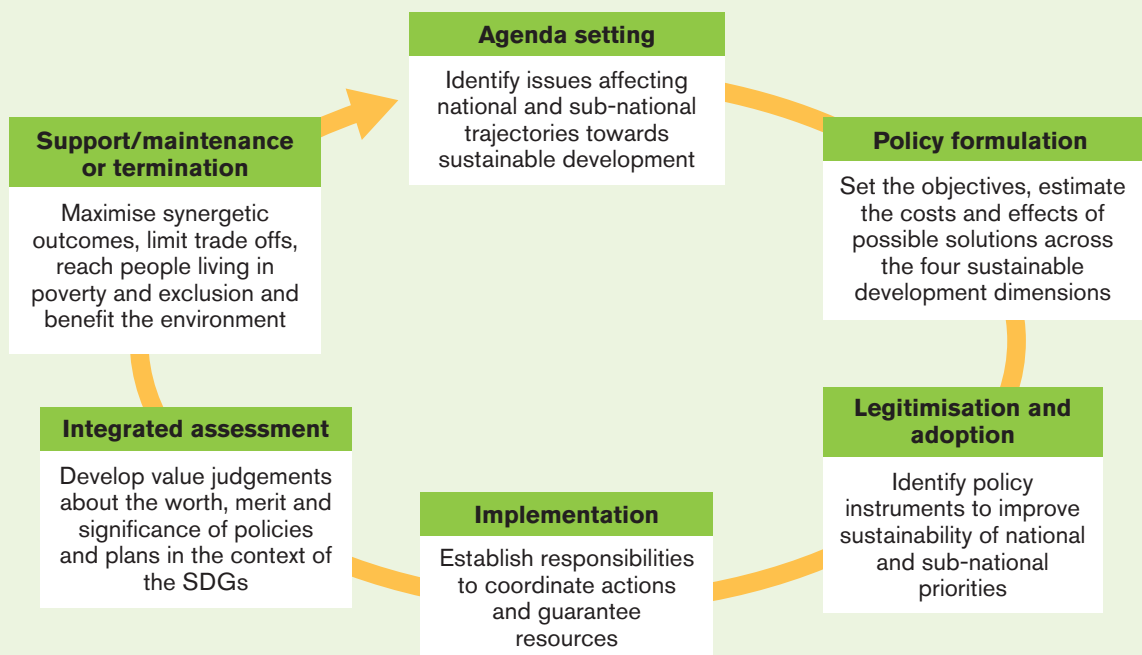 Agenda setting
Identify issues affecting
national and sub-national
trajectories towards
sustainable development
Policy formulation
Set the objectives, estimate
the costs and effects of
possible solutions across
the four sustainable
development dimensions
Legitimisation and
adoption
Identify policy
instruments to improve
sustainability of national
and sub-national
priorities
Implementation
Establish responsibilities
to coordinate actions
and guarantee
resources
Integrated assessment
Develop value judgements
about the worth, merit and
significance of policies
and plans in the context of
the SDGs
Support/maintenance
or termination
Maximise synergetic
outcomes, limit trade offs,
reach people living in
poverty and exclusion and
benefit the environment